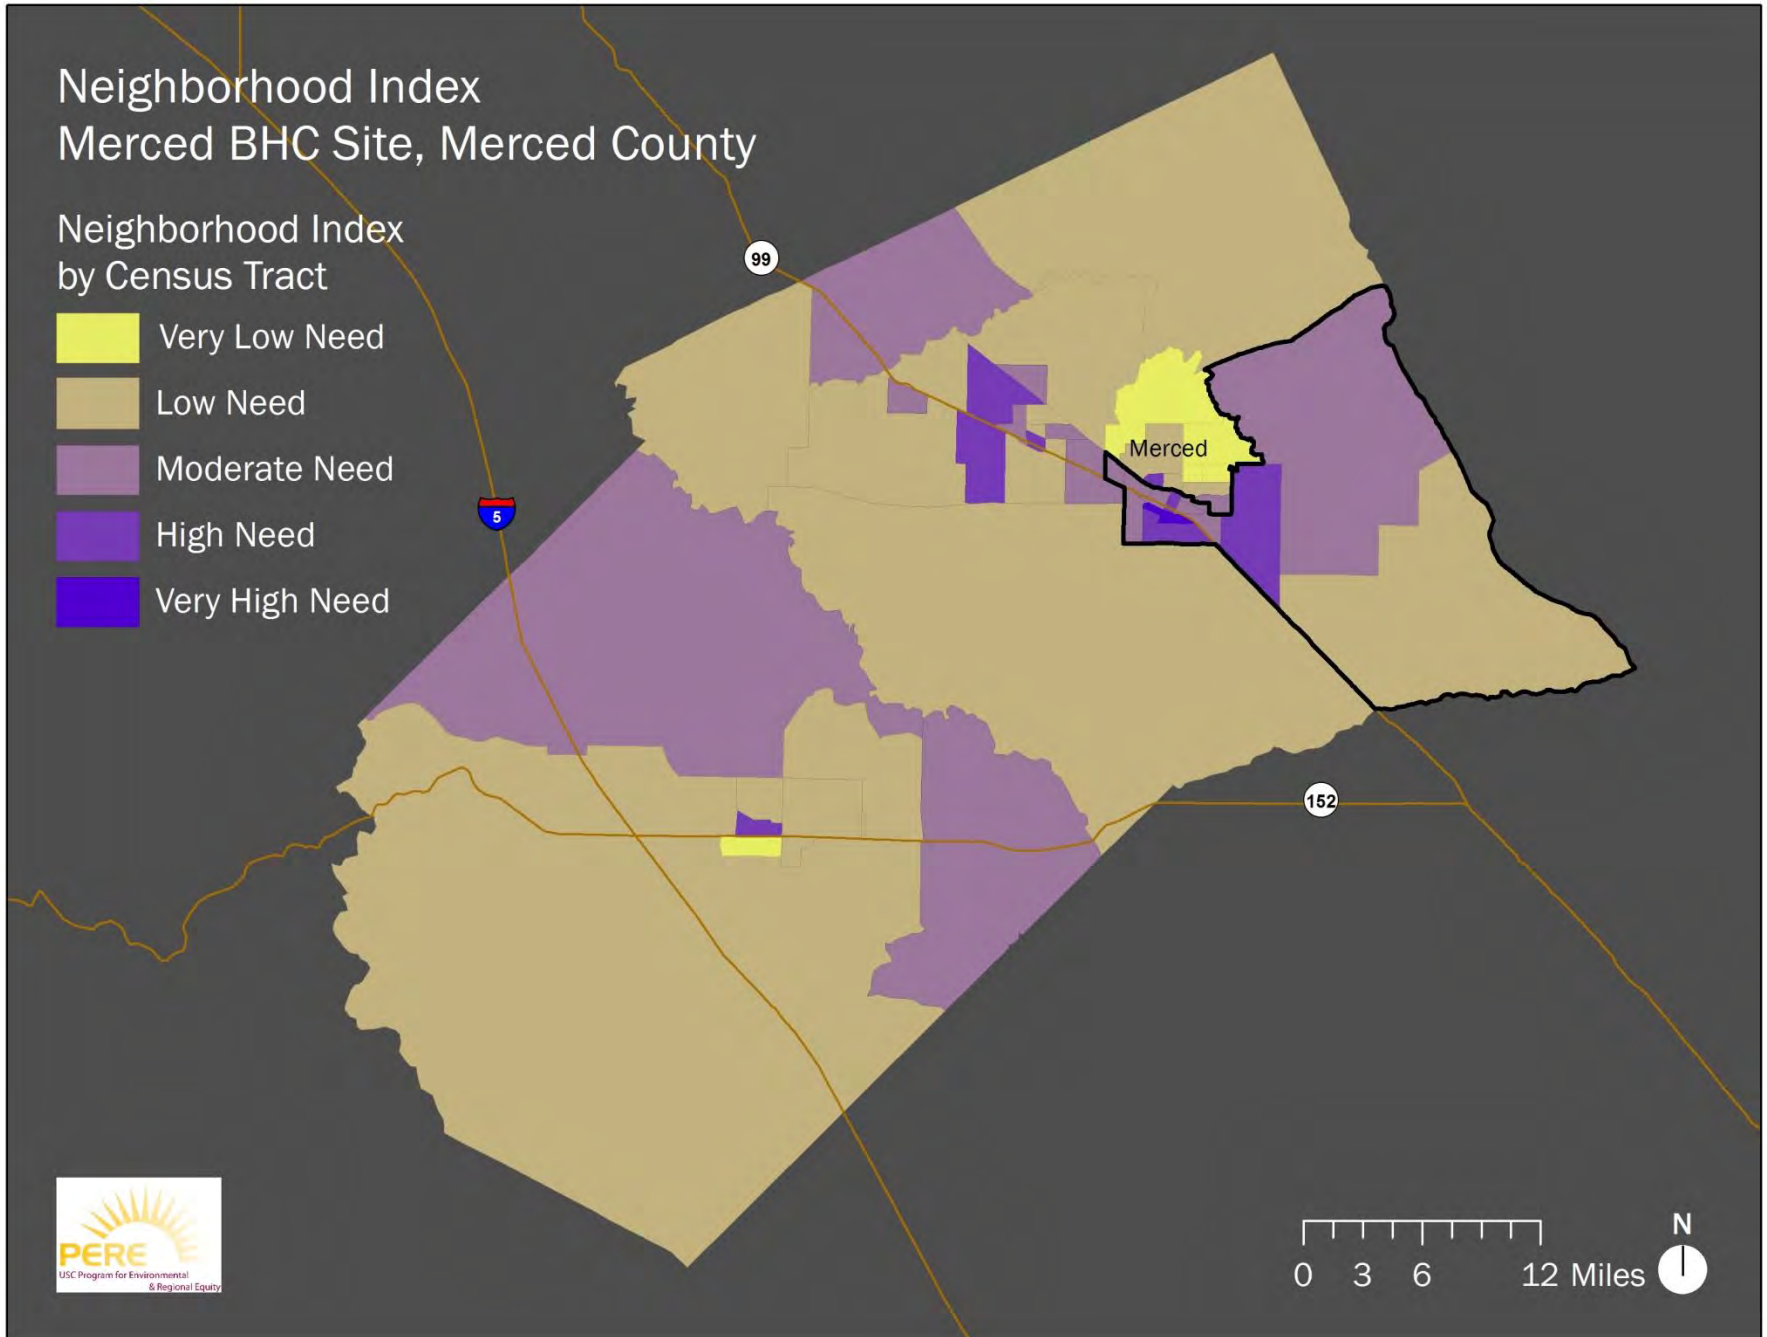 Neighborhood Index
Merced BHC Site, Merced County
Neighborhood Index
by Census Tract
Very Low Need
Low Need
Moderate Need
High Need
Very High Need
99
5
Merced
152
PERE
USC Program for Environmental
& Regional Equity
N
0 3 6 12 Miles